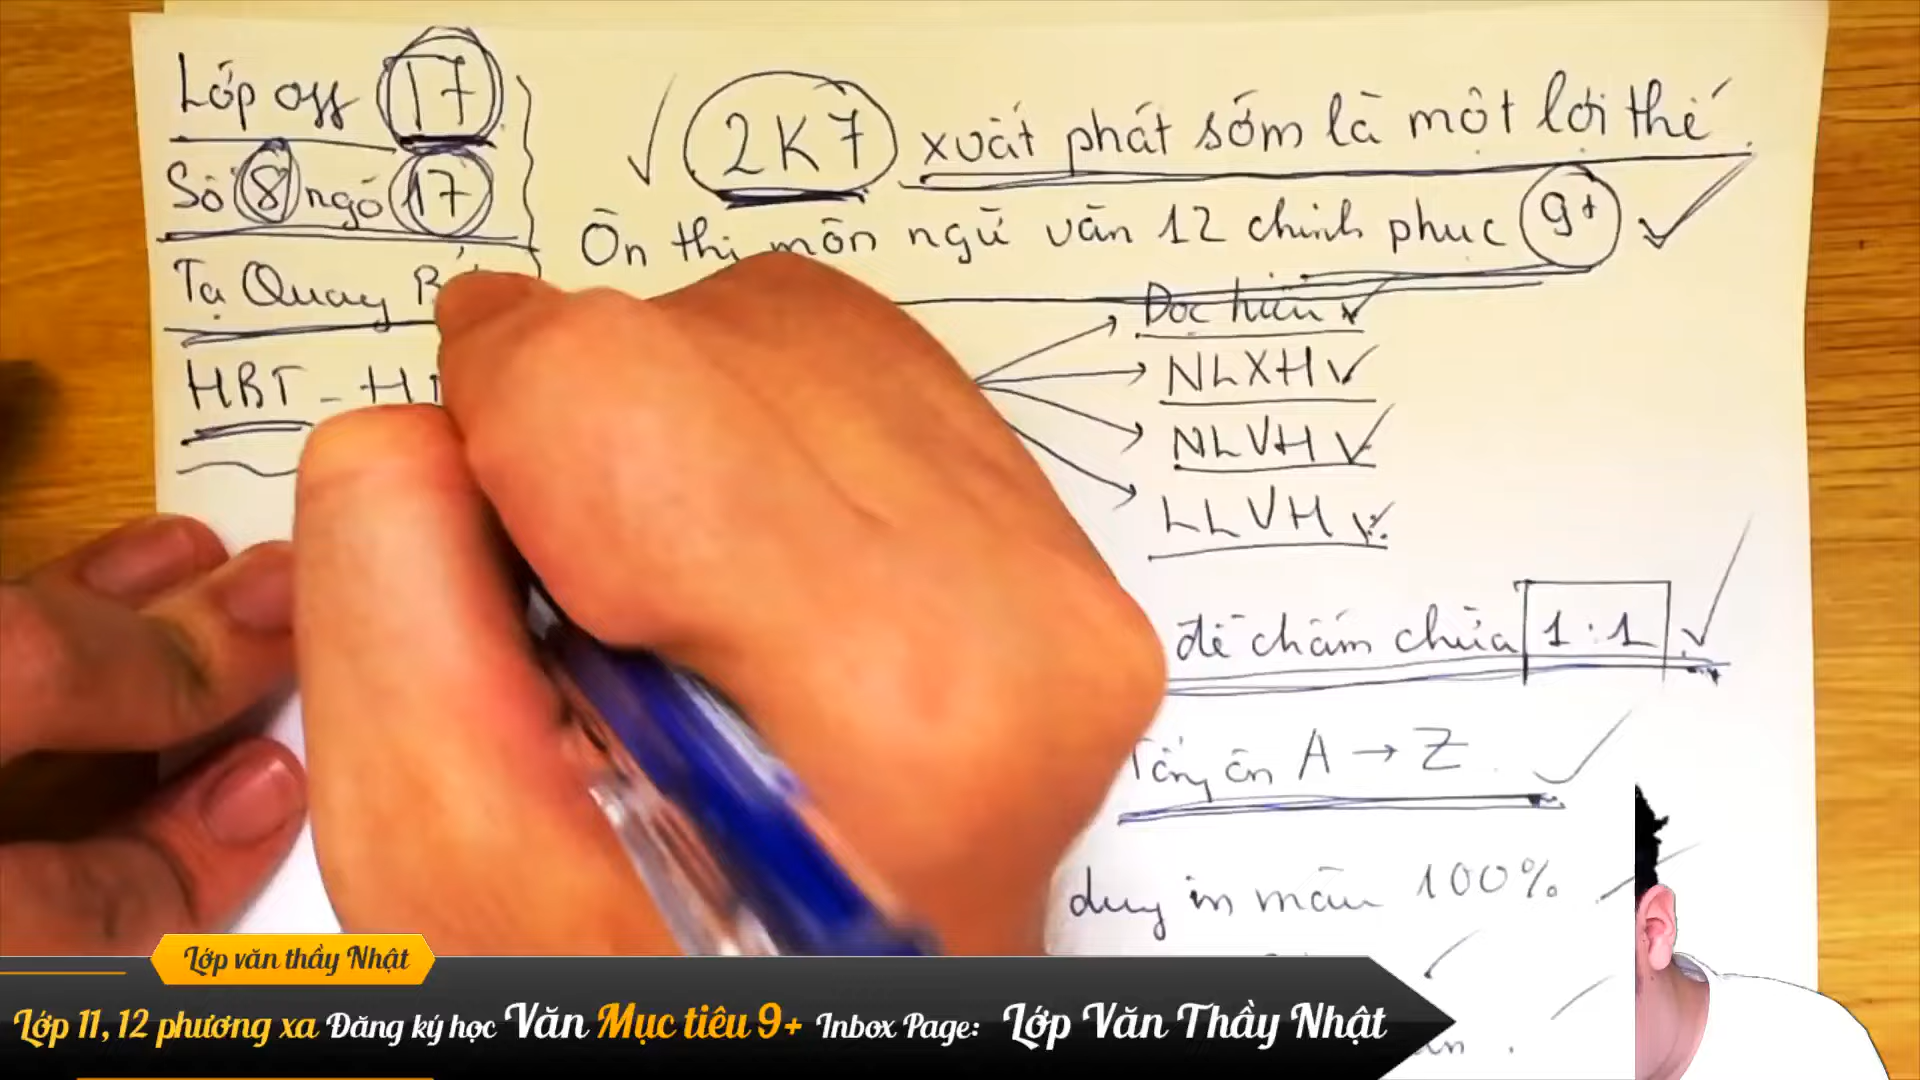 Lớp off 17
Số 8 ngõ 17
Tạ Quang
HBT - H
2K7 xuất phát sớm là một lợi thế.
Ôn thi môn ngữ văn 12 chinh phục 9+
Đọc hiểu
NLXH
NLVH
LLVH
đề chấm chữa 1:1
A → Z
duy in màu 100%
Lớp văn thầy Nhật
Lớp 11, 12 phương xa Đăng ký học Văn Mục tiêu 9+ Inbox Page: Lớp Văn Thầy Nhật